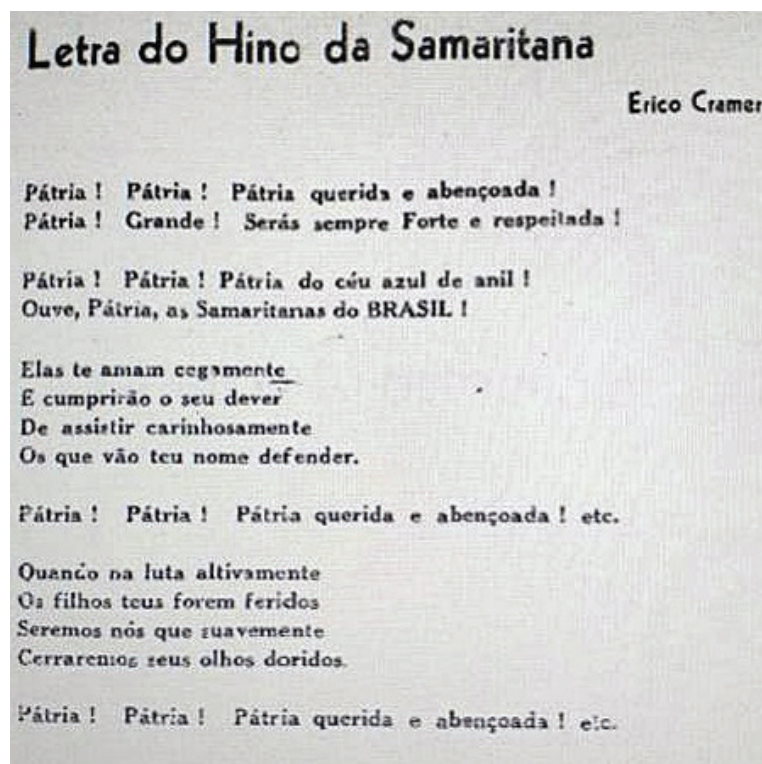 Letra do Hino da Samaritana
Erico Cramer
Pátria ! Pátria ! Pátria querida e abençoada !
Pátria ! Grande ! Serás sempre Forte e respeitada !
Pátria ! Pátria ! Pátria do céu azul de anil !
Ouve, Pátria, as Samaritanas do BRASIL !
Elas te amam cegamente
E cumprirão o seu dever
De assistir carinhosamente
Os que vão teu nome defender.
Pátria ! Pátria ! Pátria querida e abençoada ! etc.
Quando na luta altivamente
Os filhos teus forem feridos
Seremos nós que suavemente
Cerraremos seus olhos doridos.
Pátria ! Pátria ! Pátria querida e abençoada ! etc.